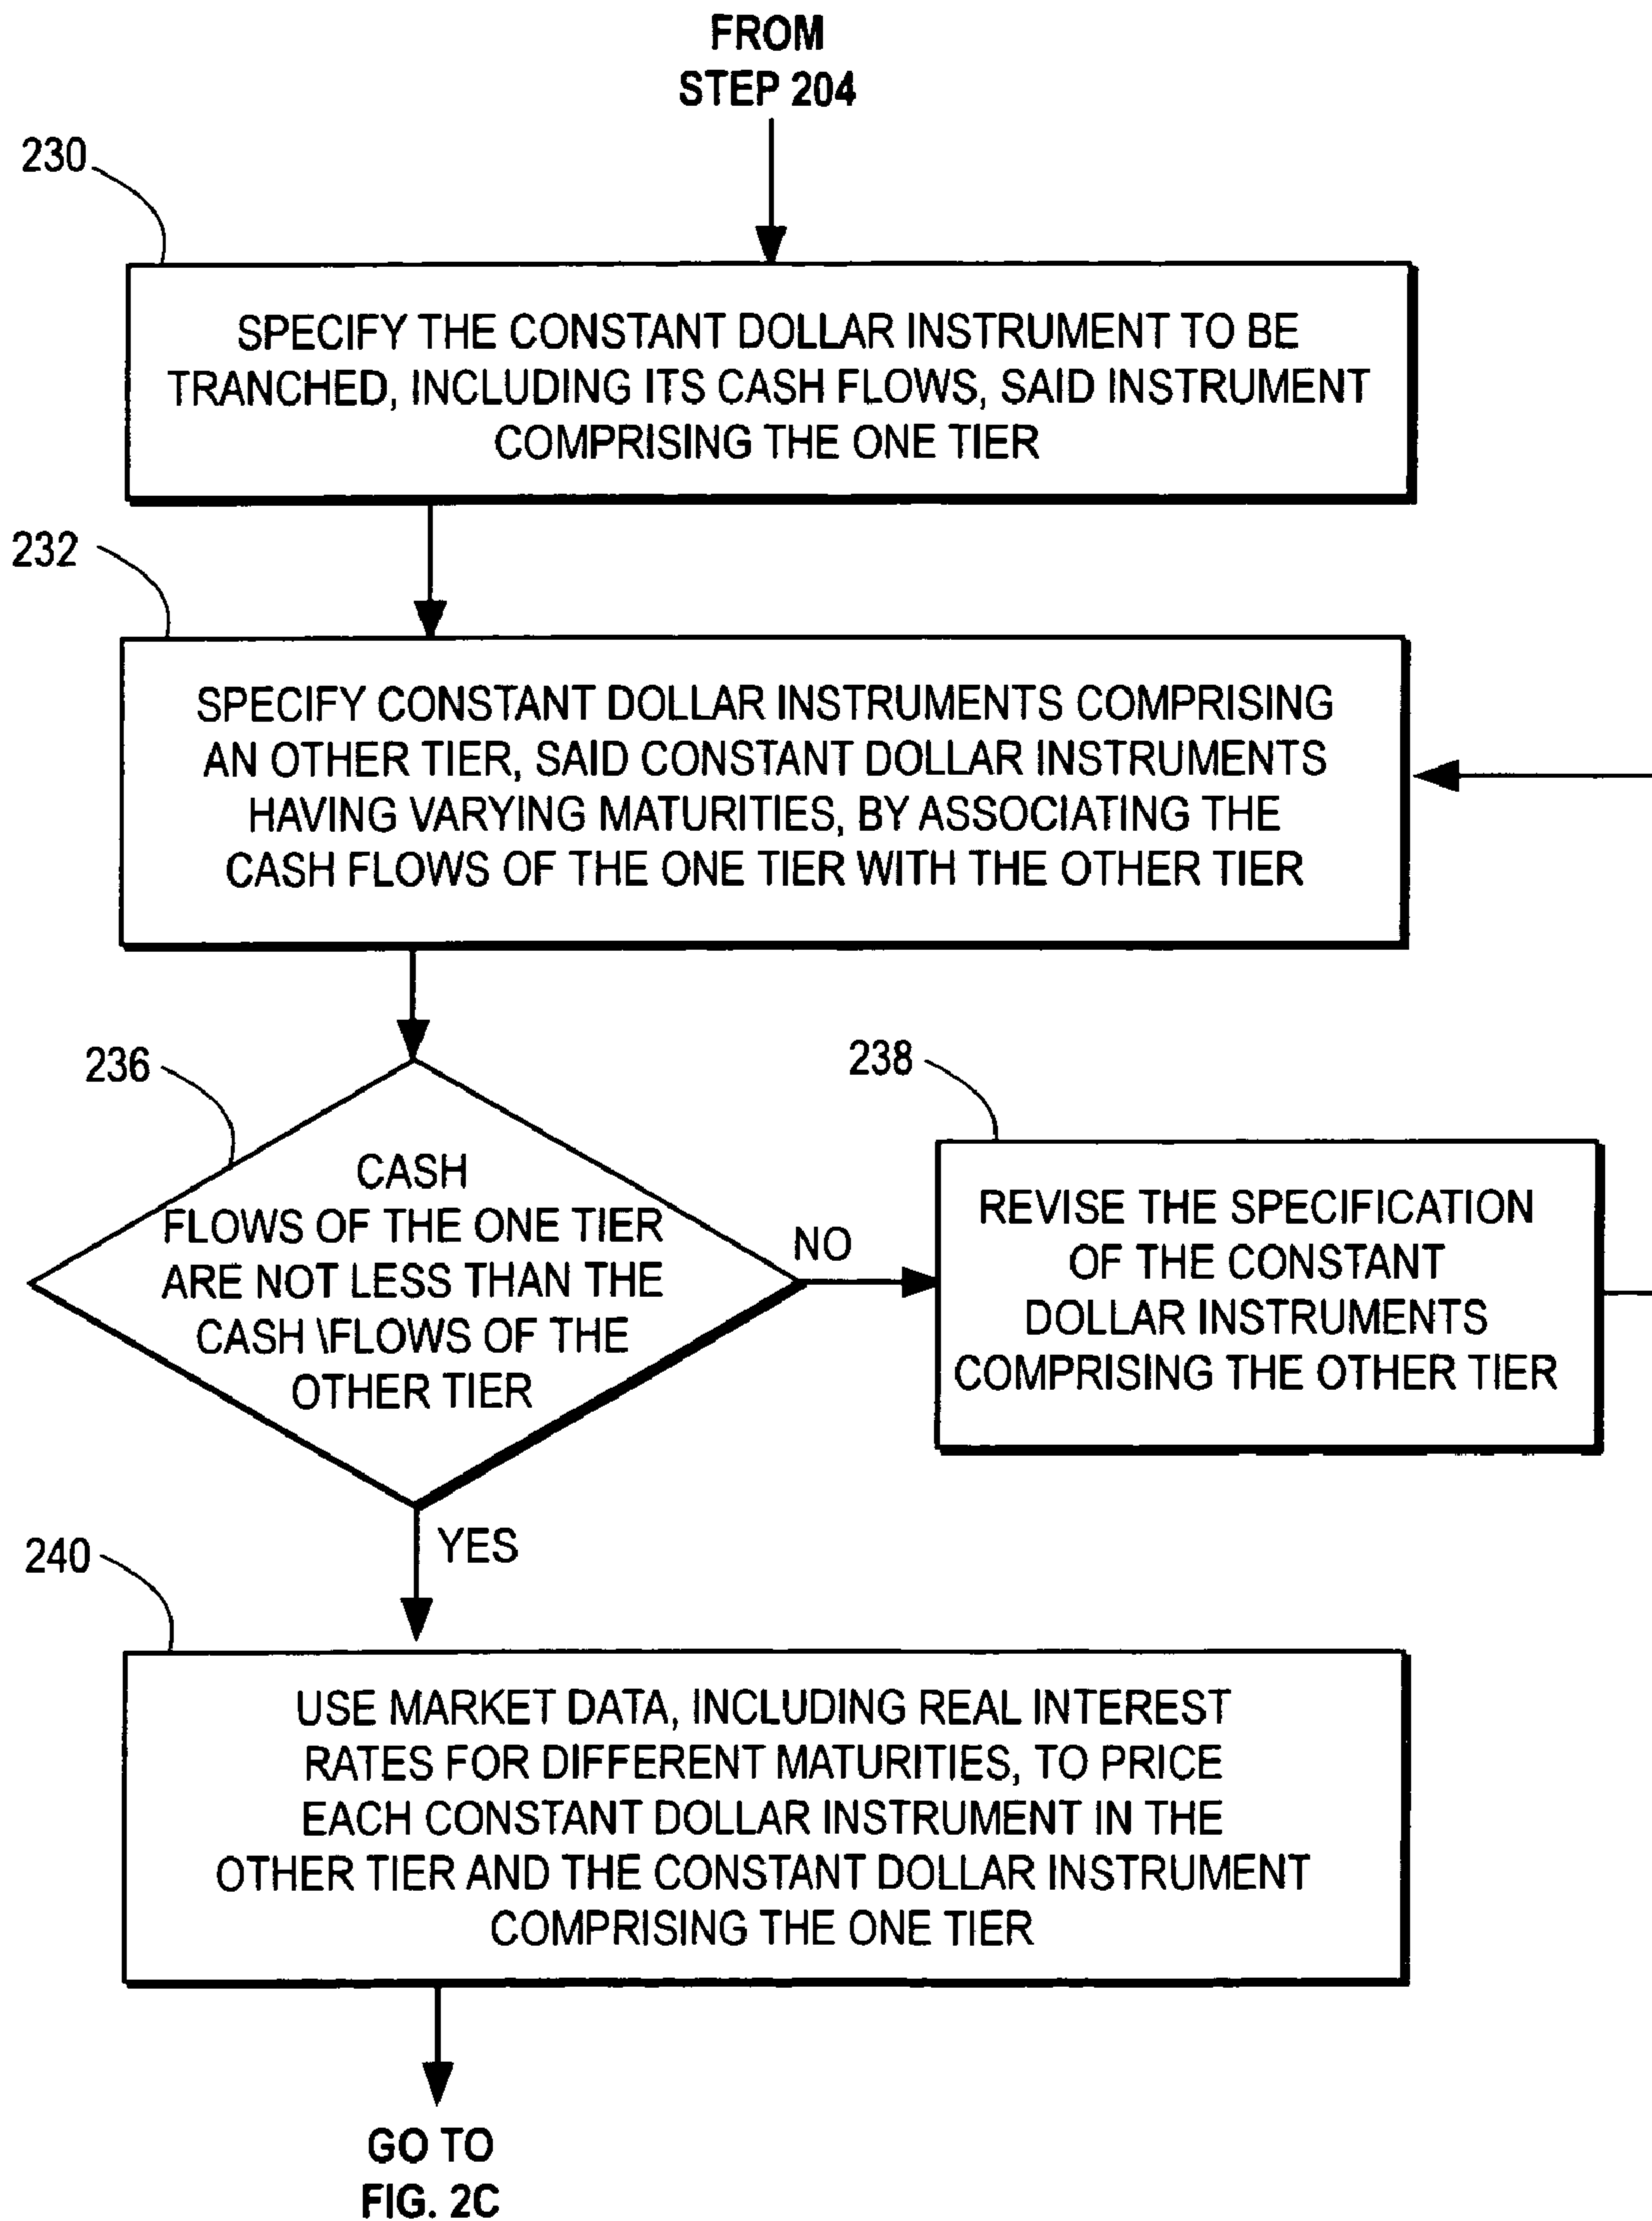 FROM
STEP 204
230
SPECIFY THE CONSTANT DOLLAR INSTRUMENT TO BE
TRANCHED, INCLUDING ITS CASH FLOWS, SAID INSTRUMENT
COMPRISING THE ONE TIER
232
SPECIFY CONSTANT DOLLAR INSTRUMENTS COMPRISING
AN OTHER TIER, SAID CONSTANT DOLLAR INSTRUMENTS
HAVING VARYING MATURITIES, BY ASSOCIATING THE
CASH FLOWS OF THE ONE TIER WITH THE OTHER TIER
236
CASH
FLOWS OF THE ONE TIER
ARE NOT LESS THAN THE
CASH \FLOWS OF THE
OTHER TIER
NO
238
REVISE THE SPECIFICATION
OF THE CONSTANT
DOLLAR INSTRUMENTS
COMPRISING THE OTHER TIER
YES
240
USE MARKET DATA, INCLUDING REAL INTEREST
RATES FOR DIFFERENT MATURITIES, TO PRICE
EACH CONSTANT DOLLAR INSTRUMENT IN THE
OTHER TIER AND THE CONSTANT DOLLAR INSTRUMENT
COMPRISING THE ONE TIER
GO TO
FIG. 2C